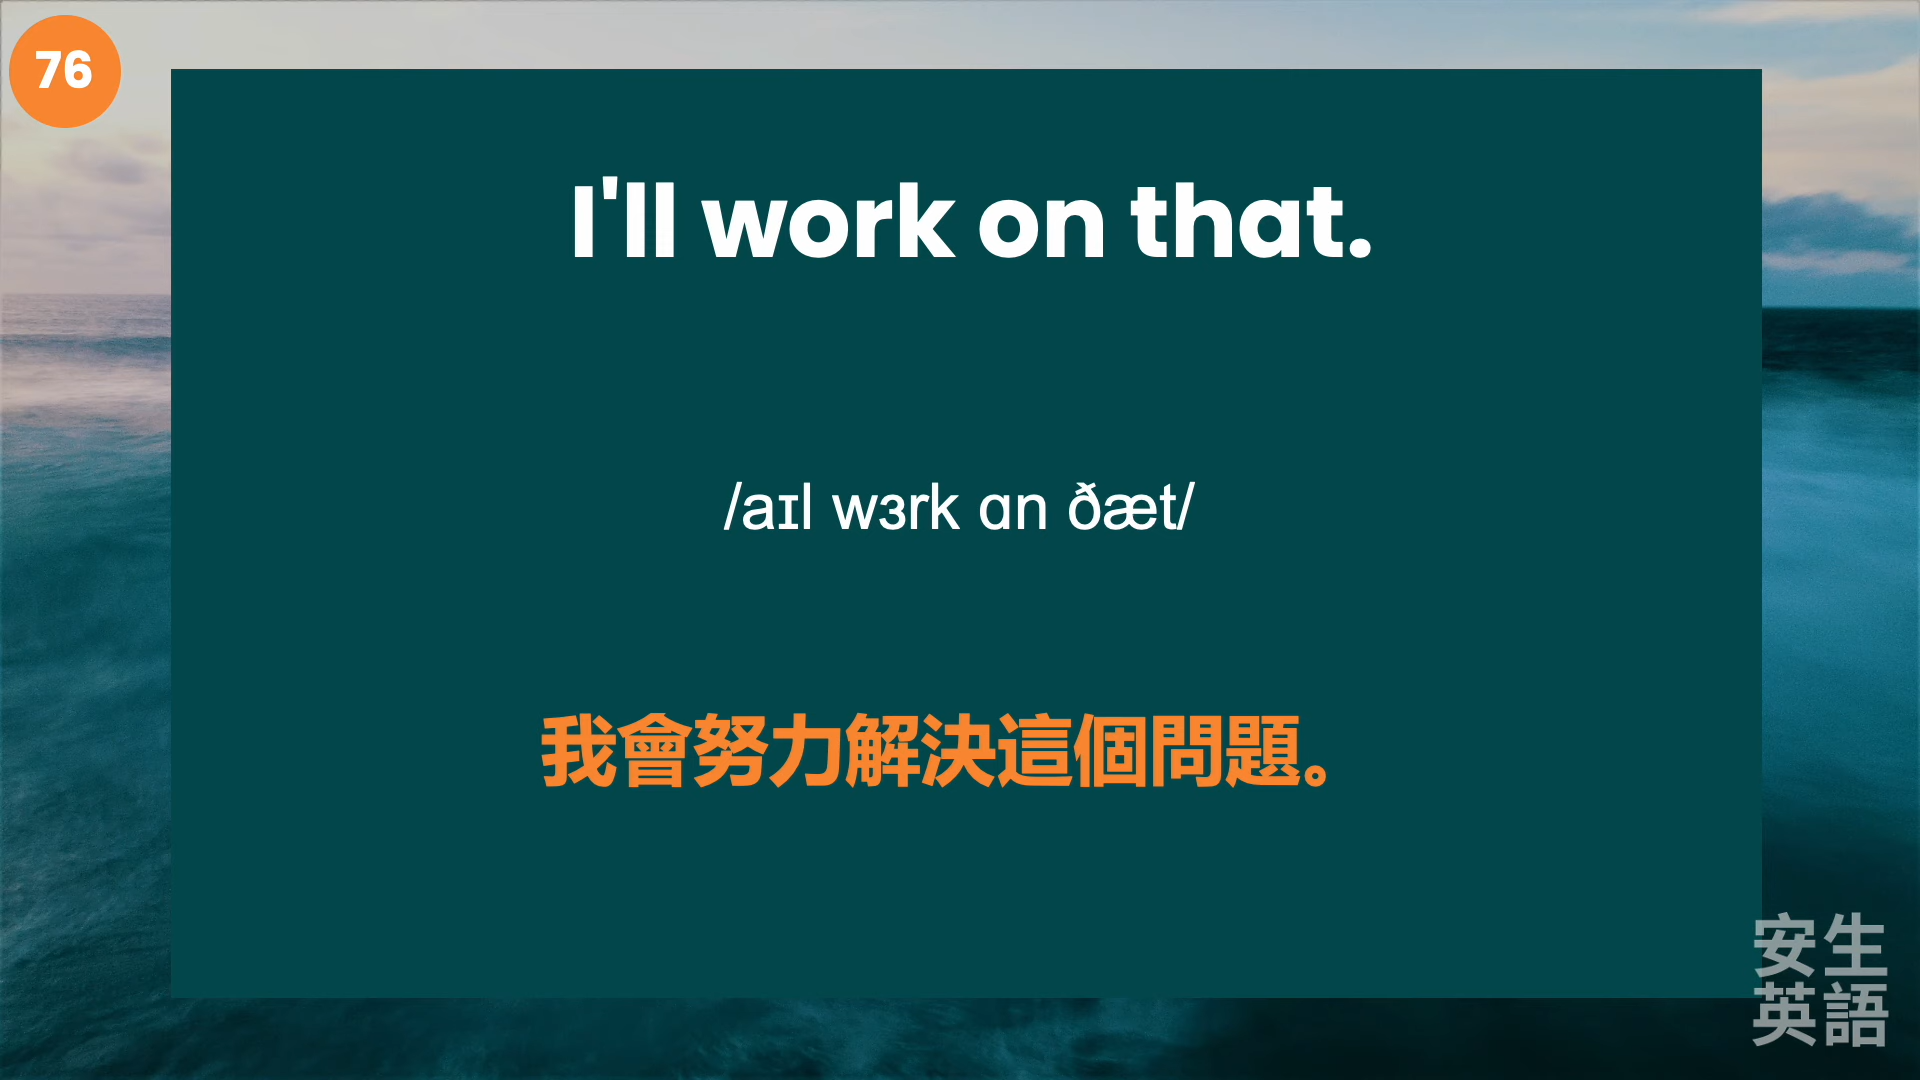 76
I'll work on that.
/aɪl wɜrk ɑn ðæt/
我會努力解決這個問題。
安生
英語